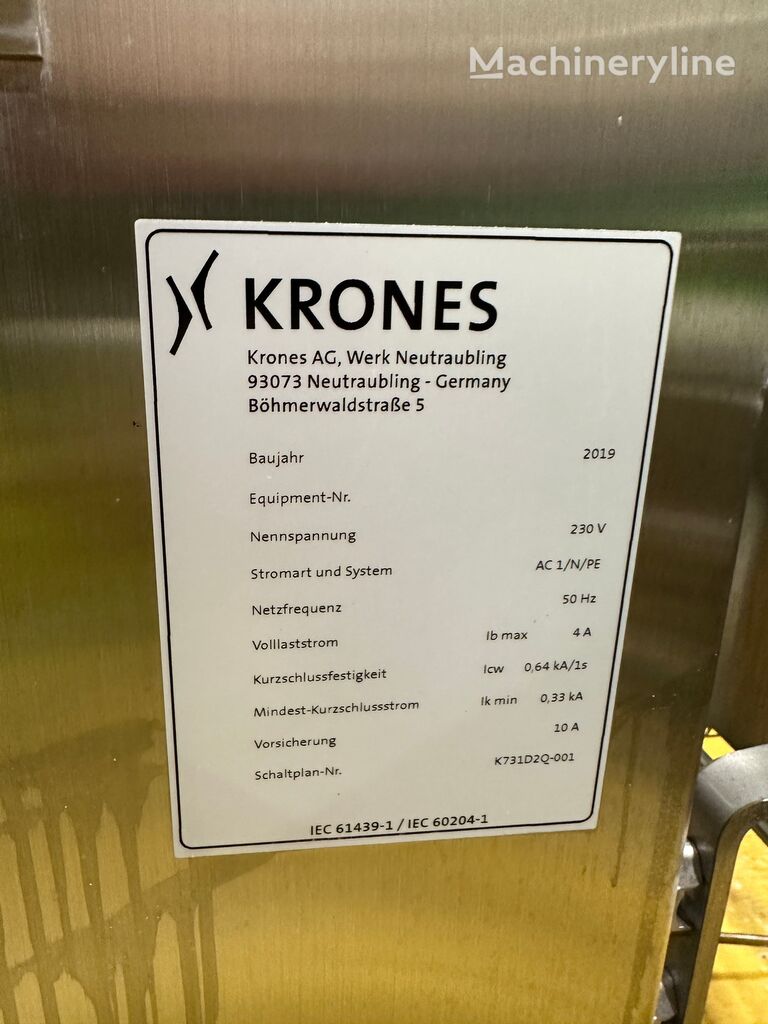 Machineryline
KRONES
Krones AG, Werk Neutraubling
93073 Neutraubling - Germany
Böhmerwaldstraße 5
Baujahr 2019
Equipment-Nr.
Nennspannung 230 V
Stromart und System AC 1/N/PE
Netzfrequenz 50 Hz
Volllaststrom Ib max 4 A
Kurzschlussfestigkeit Icw 0,64 kA/1s
Mindest-Kurzschlussstrom Ik min 0,33 kA
Vorsicherung 10 A
Schaltplan-Nr. K731D2Q-001
IEC 61439-1 / IEC 60204-1